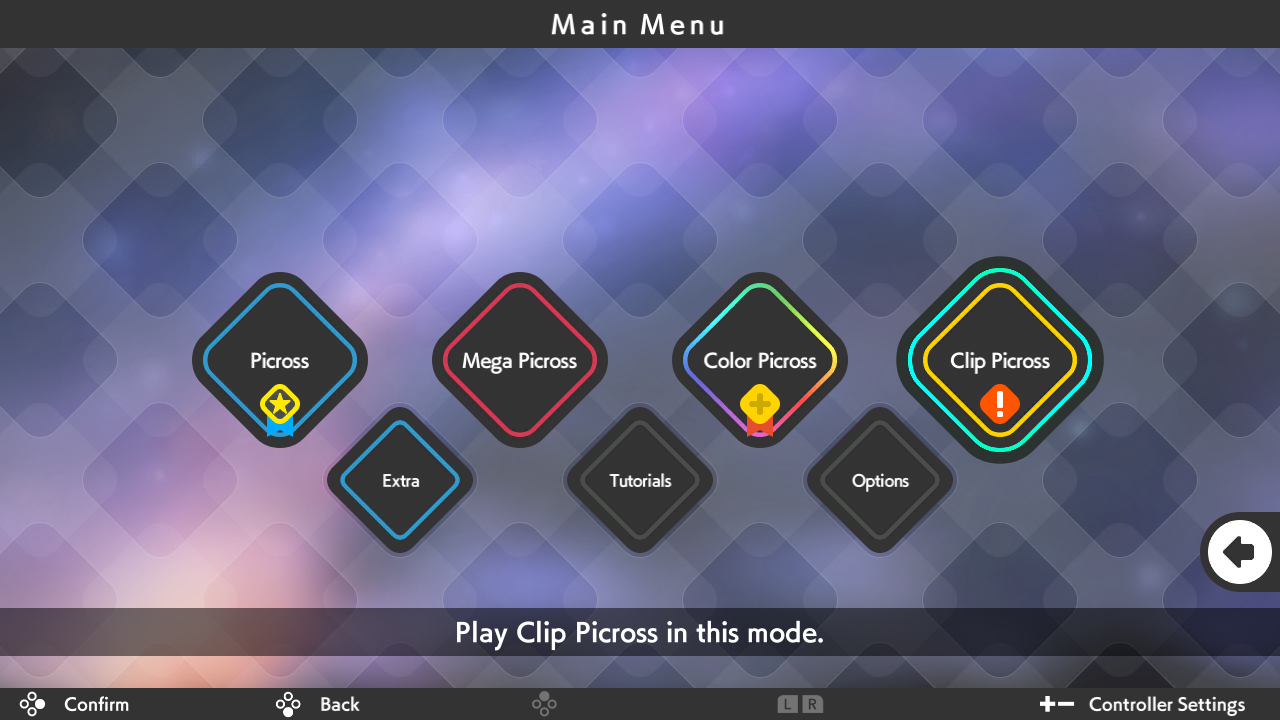 Main Menu
Picross
Mega Picross
Color Picross
Clip Picross
!
Extra
Tutorials
Options
Play Clip Picross in this mode.
Confirm
Back
L R
Controller Settings